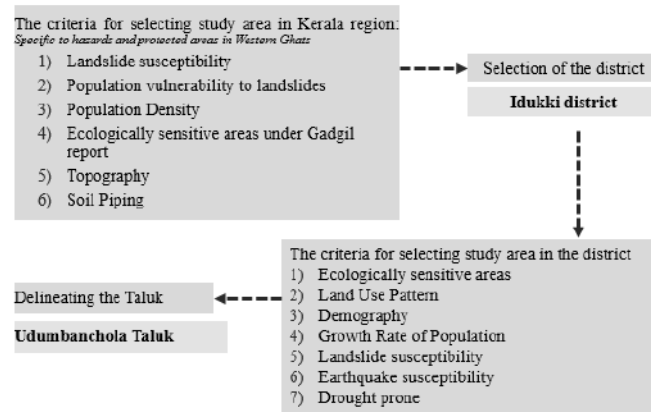 The criteria for selecting study area in Kerala region:
Specific to hazards and protected areas in Western Ghats
1) Landslide susceptibility
2) Population vulnerability to landslides
3) Population Density
4) Ecologically sensitive areas under Gadgil
report
5) Topography
6) Soil Piping
Selection of the district
Idukki district
The criteria for selecting study area in the district
1) Ecologically sensitive areas
2) Land Use Pattern
3) Demography
4) Growth Rate of Population
5) Landslide susceptibility
6) Earthquake susceptibility
7) Drought prone
Delineating the Taluk
Udumbanchola Taluk